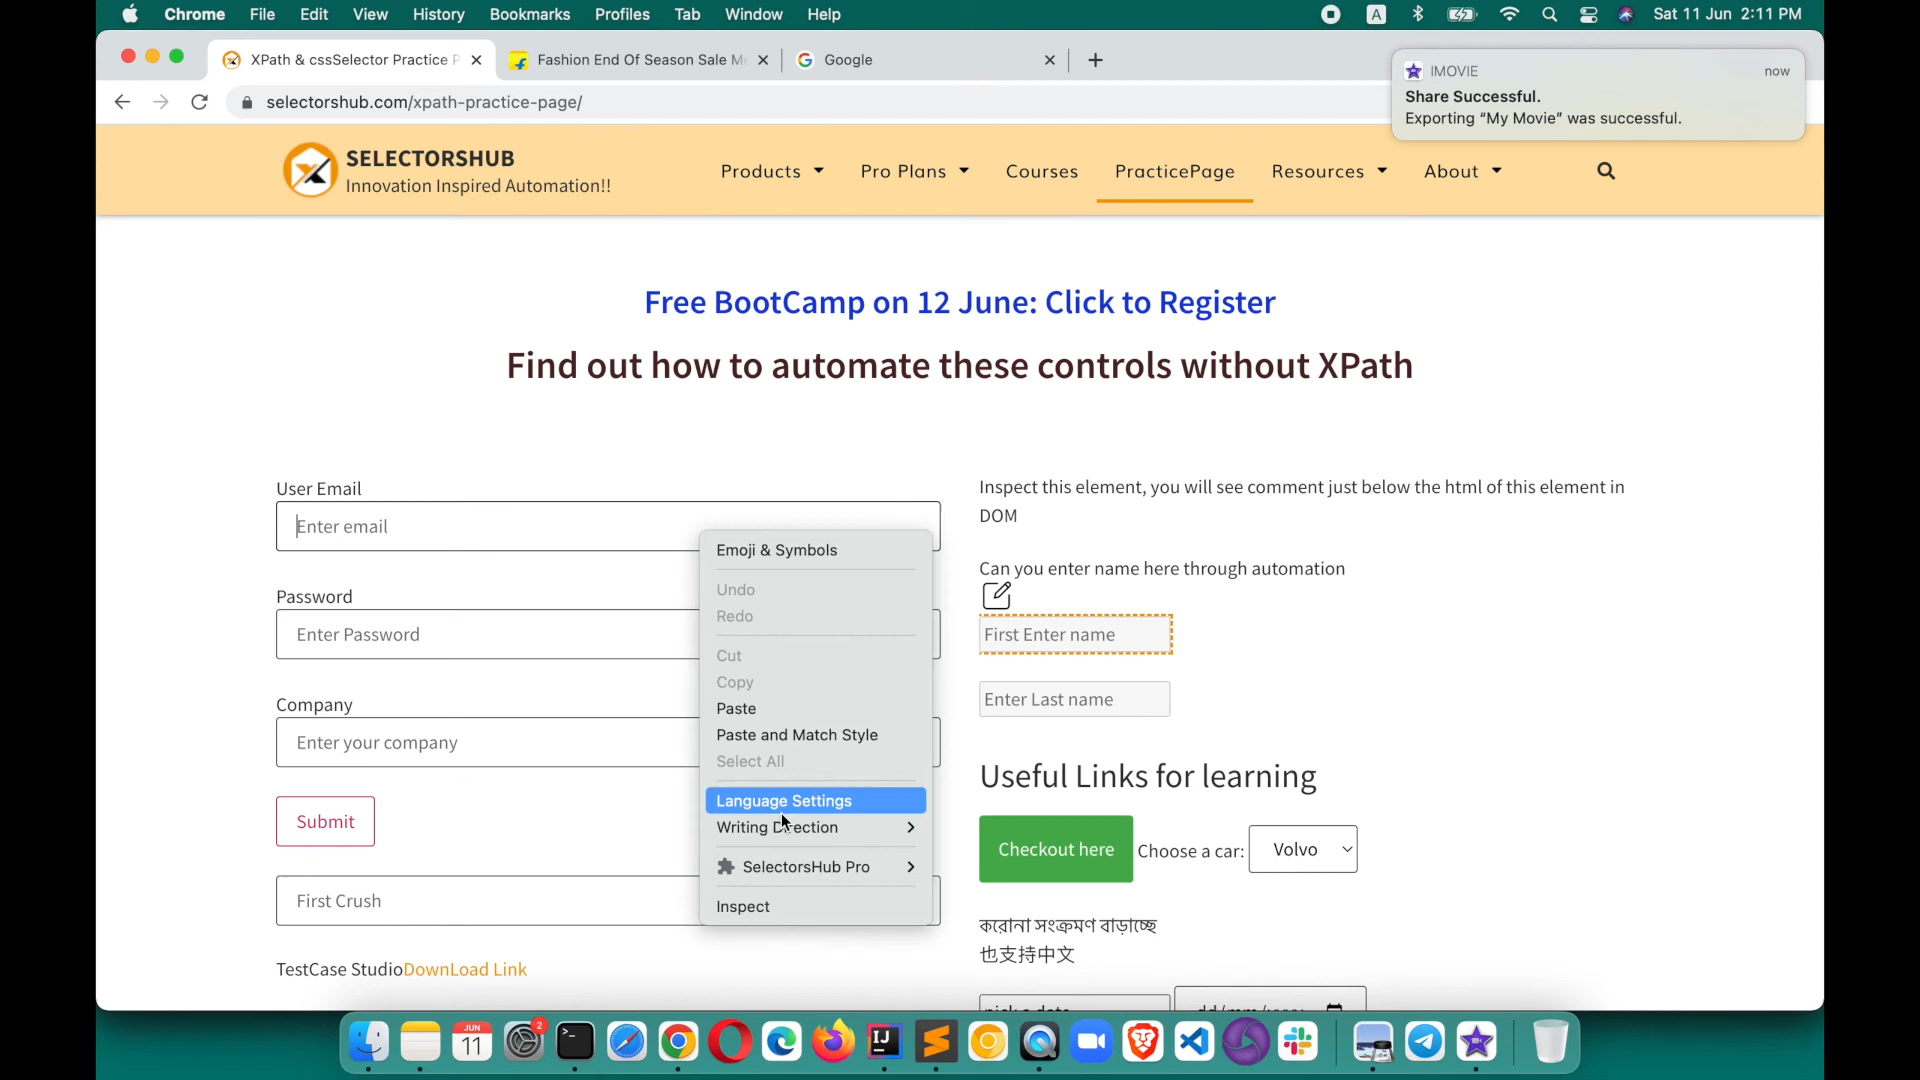 Chrome File Edit View History Bookmarks Profiles Tab Window Help
A
Sat 11 Jun 2:11 PM
XPath & cssSelector Practice P
Fashion End Of Season Sale M
Google
selectorshub.com/xpath-practice-page/
IMOVIE now
Share Successful.
Exporting "My Movie" was successful.
SELECTORSHUB
Innovation Inspired Automation!!
Products Pro Plans Courses PracticePage Resources About
Free BootCamp on 12 June: Click to Register
Find out how to automate these controls without XPath
User Email
Enter email
Password
Enter Password
Company
Enter your company
Submit
First Crush
TestCase StudioDownLoad Link
Emoji & Symbols
Undo
Redo
Cut
Copy
Paste
Paste and Match Style
Select All
Language Settings
Writing Direction
SelectorsHub Pro
Inspect
Inspect this element, you will see comment just below the html of this element in
DOM
Can you enter name here through automation
First Enter name
Enter Last name
Useful Links for learning
Checkout here
Choose a car:
Volvo
করোনা সংক্রমণ বাড়াচ্ছে
也支持中文
pick a date
dd/mm/yyyy
JUN
11
2
IJ